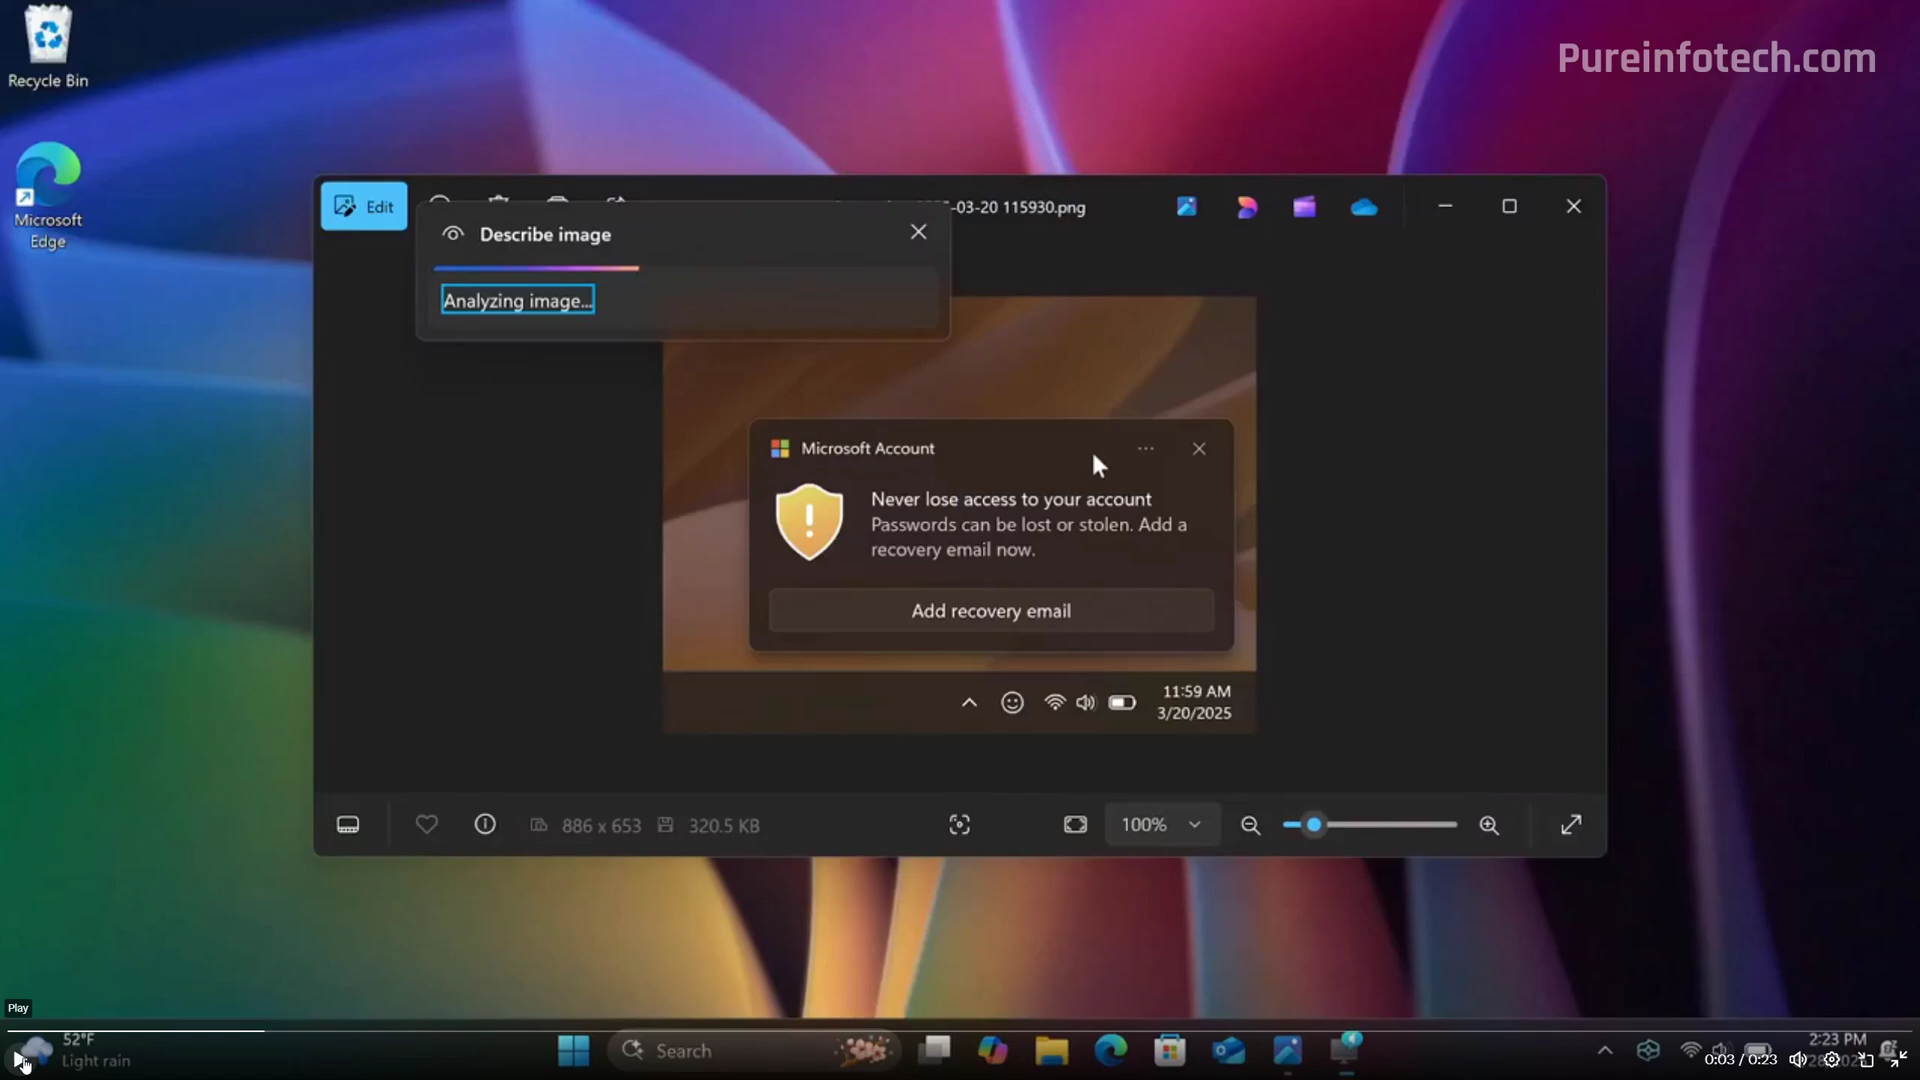 Recycle Bin
Microsoft
Edge
Pureinfotech.com
Edit
-03-20 115930.png
Describe image
Analyzing image...
Microsoft Account
Never lose access to your account
Passwords can be lost or stolen. Add a
recovery email now.
Add recovery email
11:59 AM
3/20/2025
886 x 653
320.5 KB
100%
Play
52°F
Light rain
Search
2:23 PM
0:03 / 0:23